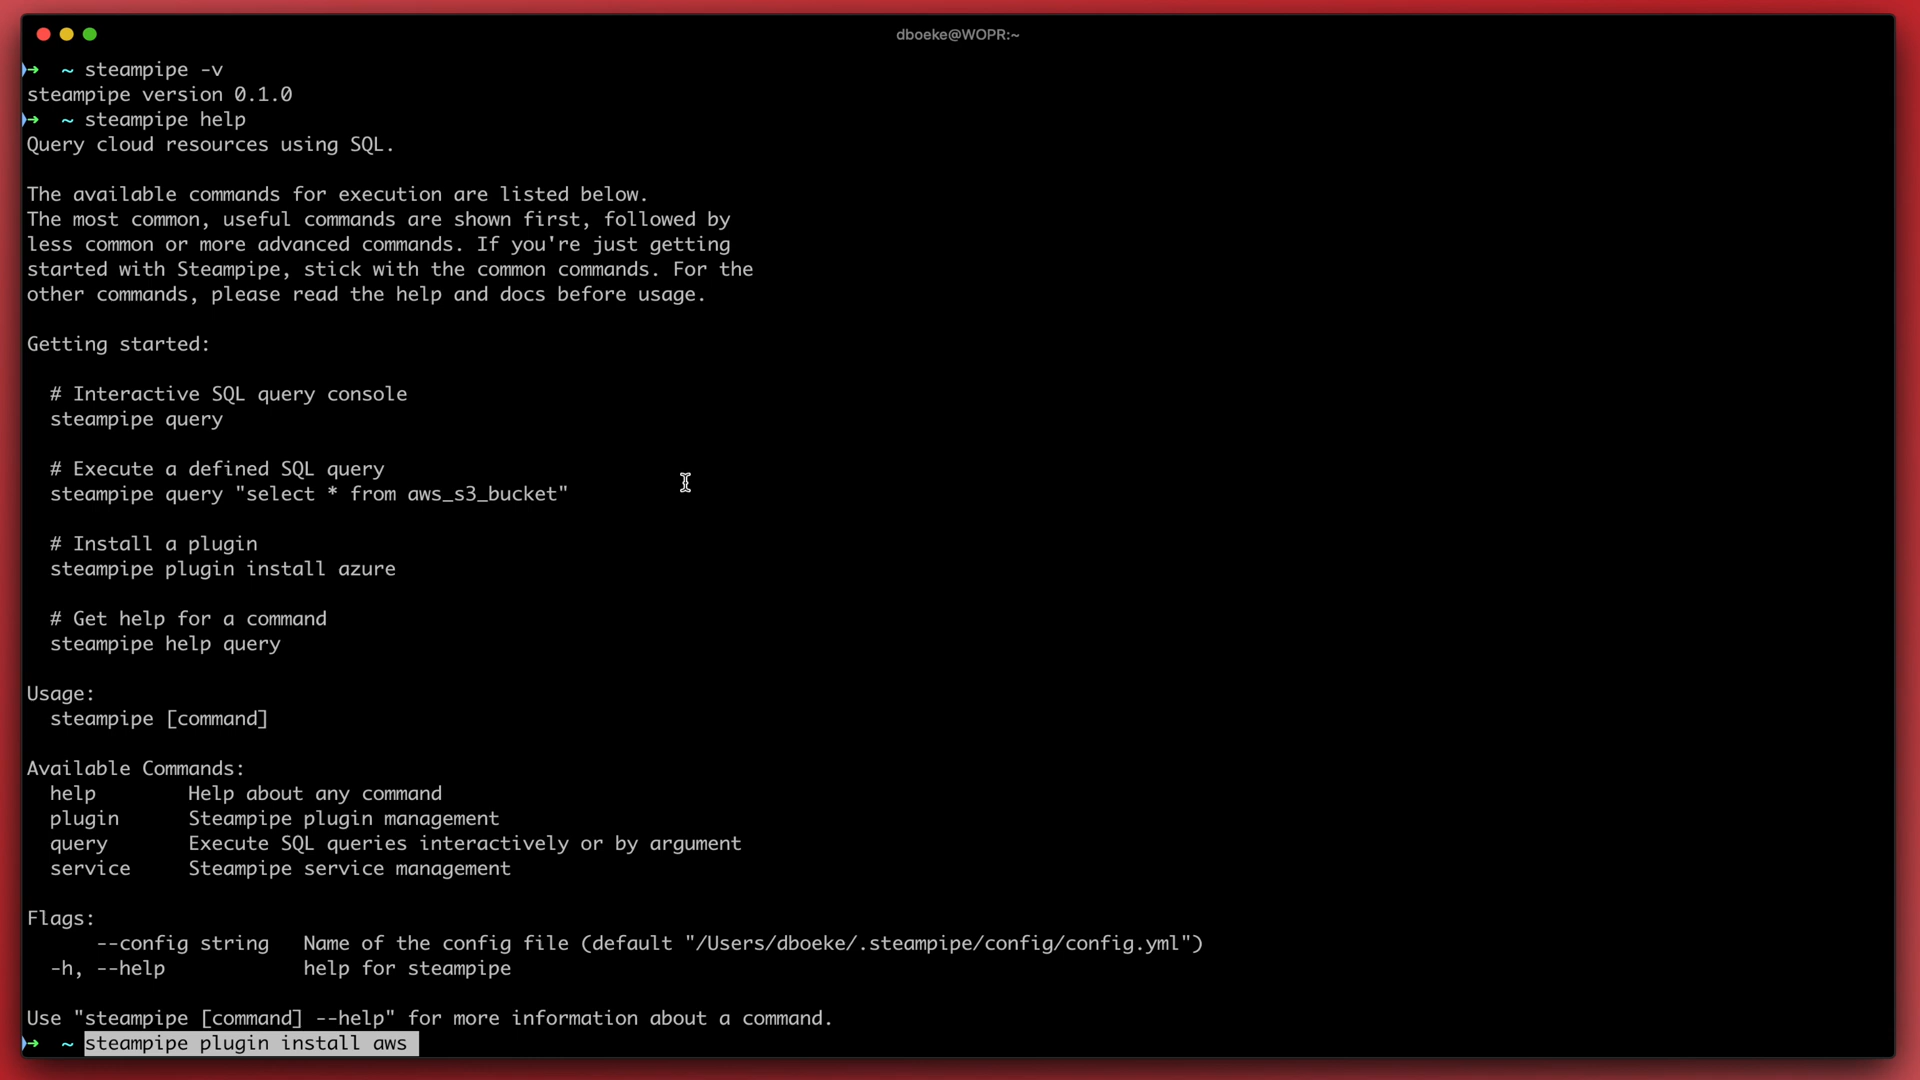 dboeke@WOPR:~
➜ ~ steampipe -v
steampipe version 0.1.0
➜ ~ steampipe help
Query cloud resources using SQL.
The available commands for execution are listed below.
The most common, useful commands are shown first, followed by
less common or more advanced commands. If you're just getting
started with Steampipe, stick with the common commands. For the
other commands, please read the help and docs before usage.
Getting started:
# Interactive SQL query console
steampipe query
# Execute a defined SQL query
steampipe query "select * from aws_s3_bucket"
# Install a plugin
steampipe plugin install azure
# Get help for a command
steampipe help query
Usage:
steampipe [command]
Available Commands:
help Help about any command
plugin Steampipe plugin management
query Execute SQL queries interactively or by argument
service Steampipe service management
Flags:
--config string Name of the config file (default "/Users/dboeke/.steampipe/config/config.yml")
-h, --help help for steampipe
Use "steampipe [command] --help" for more information about a command.
➜ ~ steampipe plugin install aws